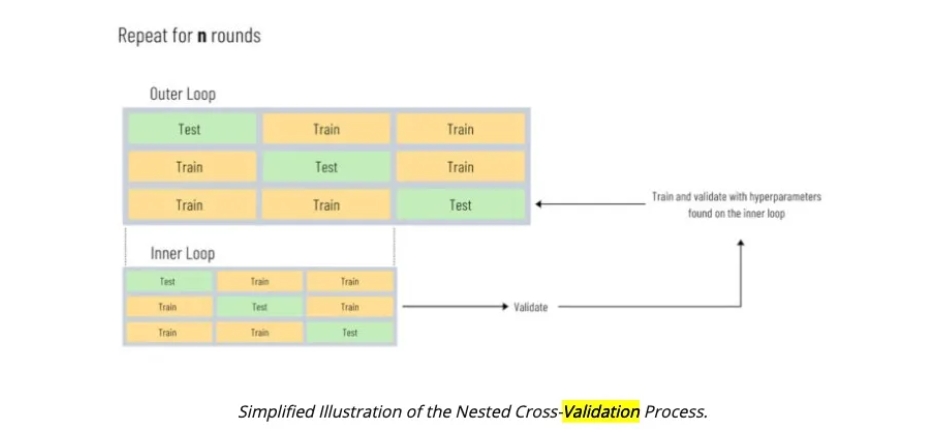 Repeat for n rounds
Outer Loop
Test Train Train
Train Test Train
Train Train Test
Train and validate with hyperparameters
found on the inner loop
Inner Loop
Test Train Train
Train Test Train
Train Train Test
Validate
Simplified Illustration of the Nested Cross-Validation Process.